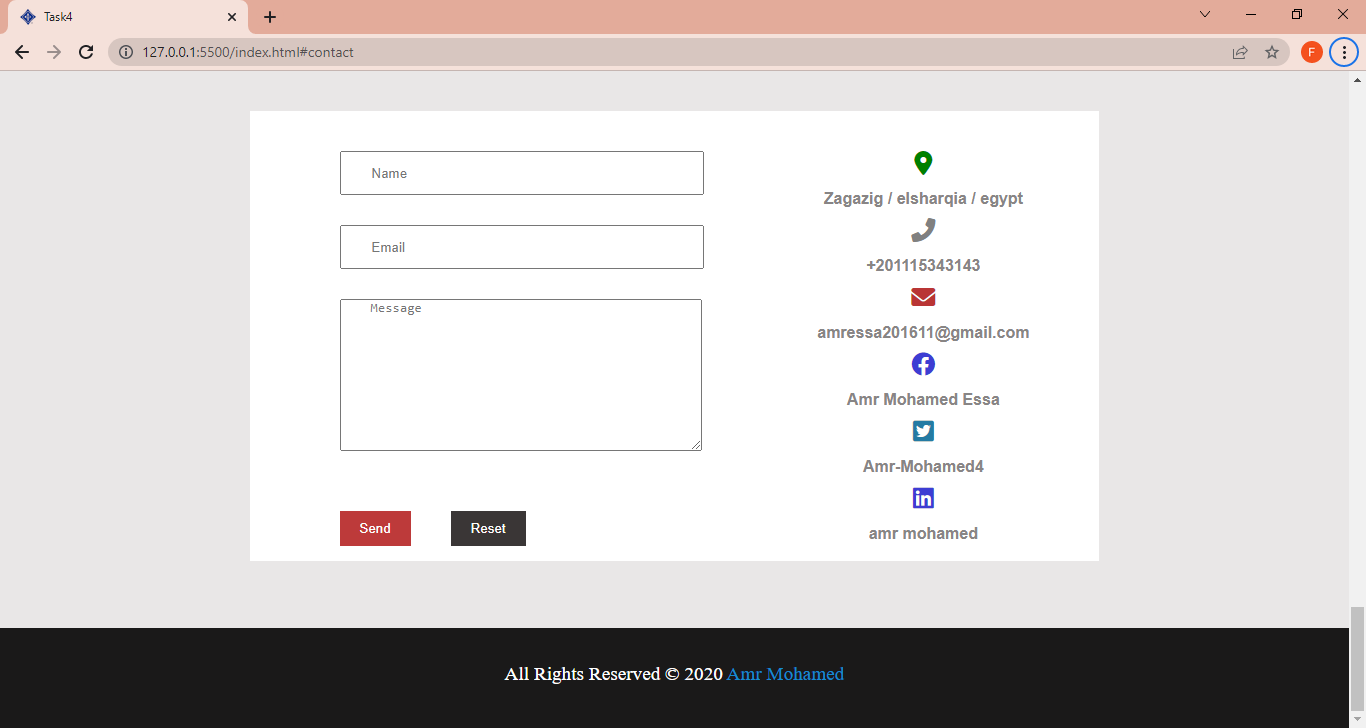 Task4
127.0.0.1:5500/index.html#contact
F
Name
Email
Message
Send
Reset
Zagazig / elsharqia / egypt
+201115343143
amressa201611@gmail.com
Amr Mohamed Essa
Amr-Mohamed4
in
amr mohamed
All Rights Reserved © 2020 Amr Mohamed